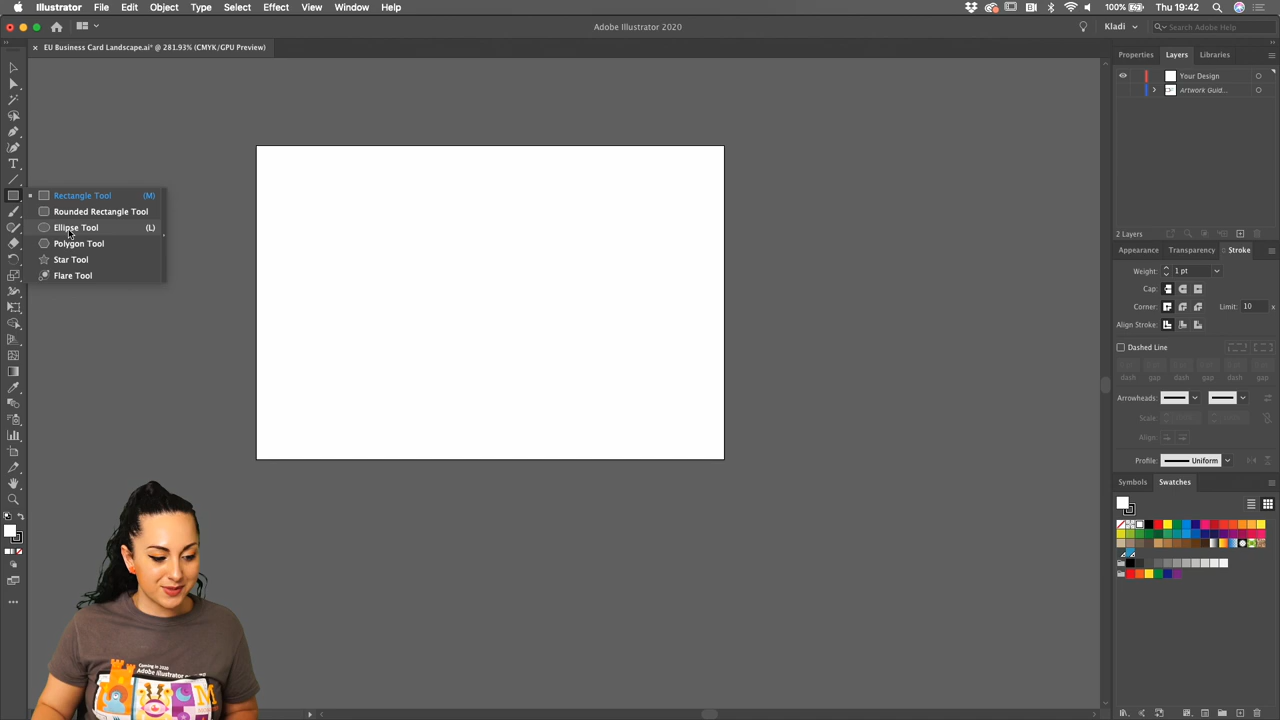 Illustrator File Edit Object Type Select Effect View Window Help
100% Thu 19:42
Adobe Illustrator 2020
Kladi
Search Adobe Help
× EU Business Card Landscape.ai* @ 281.93% (CMYK/GPU Preview)
Properties Layers Libraries
Your Design
Artwork Guid...
Rectangle Tool (M)
Rounded Rectangle Tool
Ellipse Tool (L)
Polygon Tool
Star Tool
Flare Tool
2 Layers
Appearance Transparency Stroke
Weight: 1 pt
Cap:
Corner: Limit: 10 x
Align Stroke:
Dashed Line
dash gap dash gap dash gap
Arrowheads:
Scale:
Align:
Profile: Uniform
Symbols Swatches
Coming in 2020